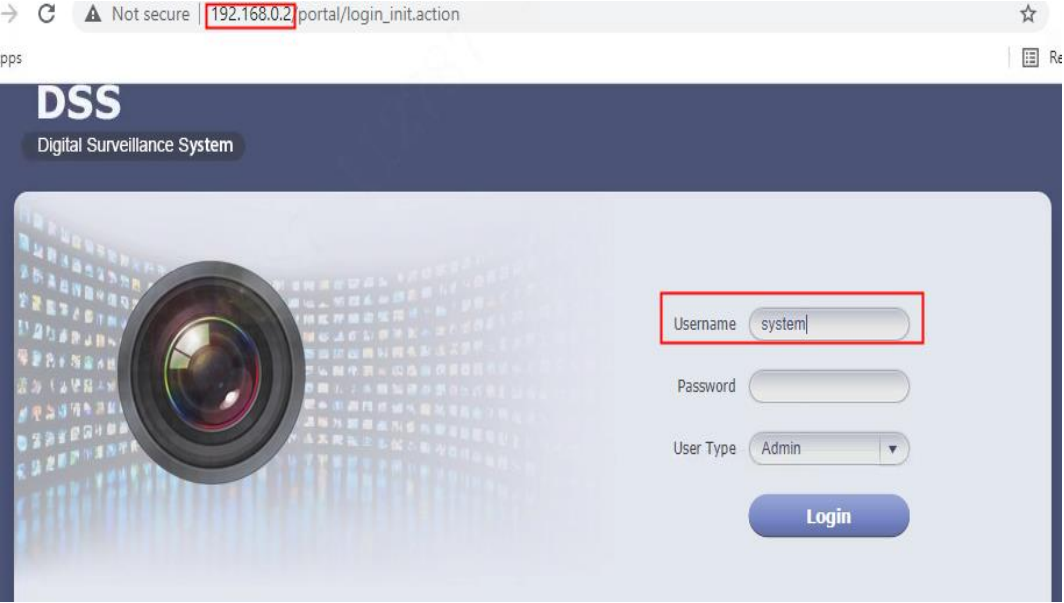 Not secure | 192.168.0.2/portal/login_init.action
pps
Re
DSS
Digital Surveillance System
Username system
Password
User Type Admin
Login